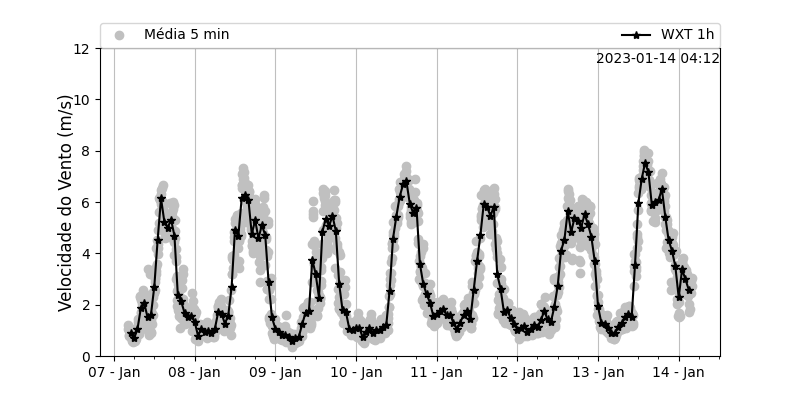 Média 5 min
WXT 1h
2023-01-14 04:12
Velocidade do Vento (m/s)
12
10
8
6
4
2
0
07 - Jan
08 - Jan
09 - Jan
10 - Jan
11 - Jan
12 - Jan
13 - Jan
14 - Jan